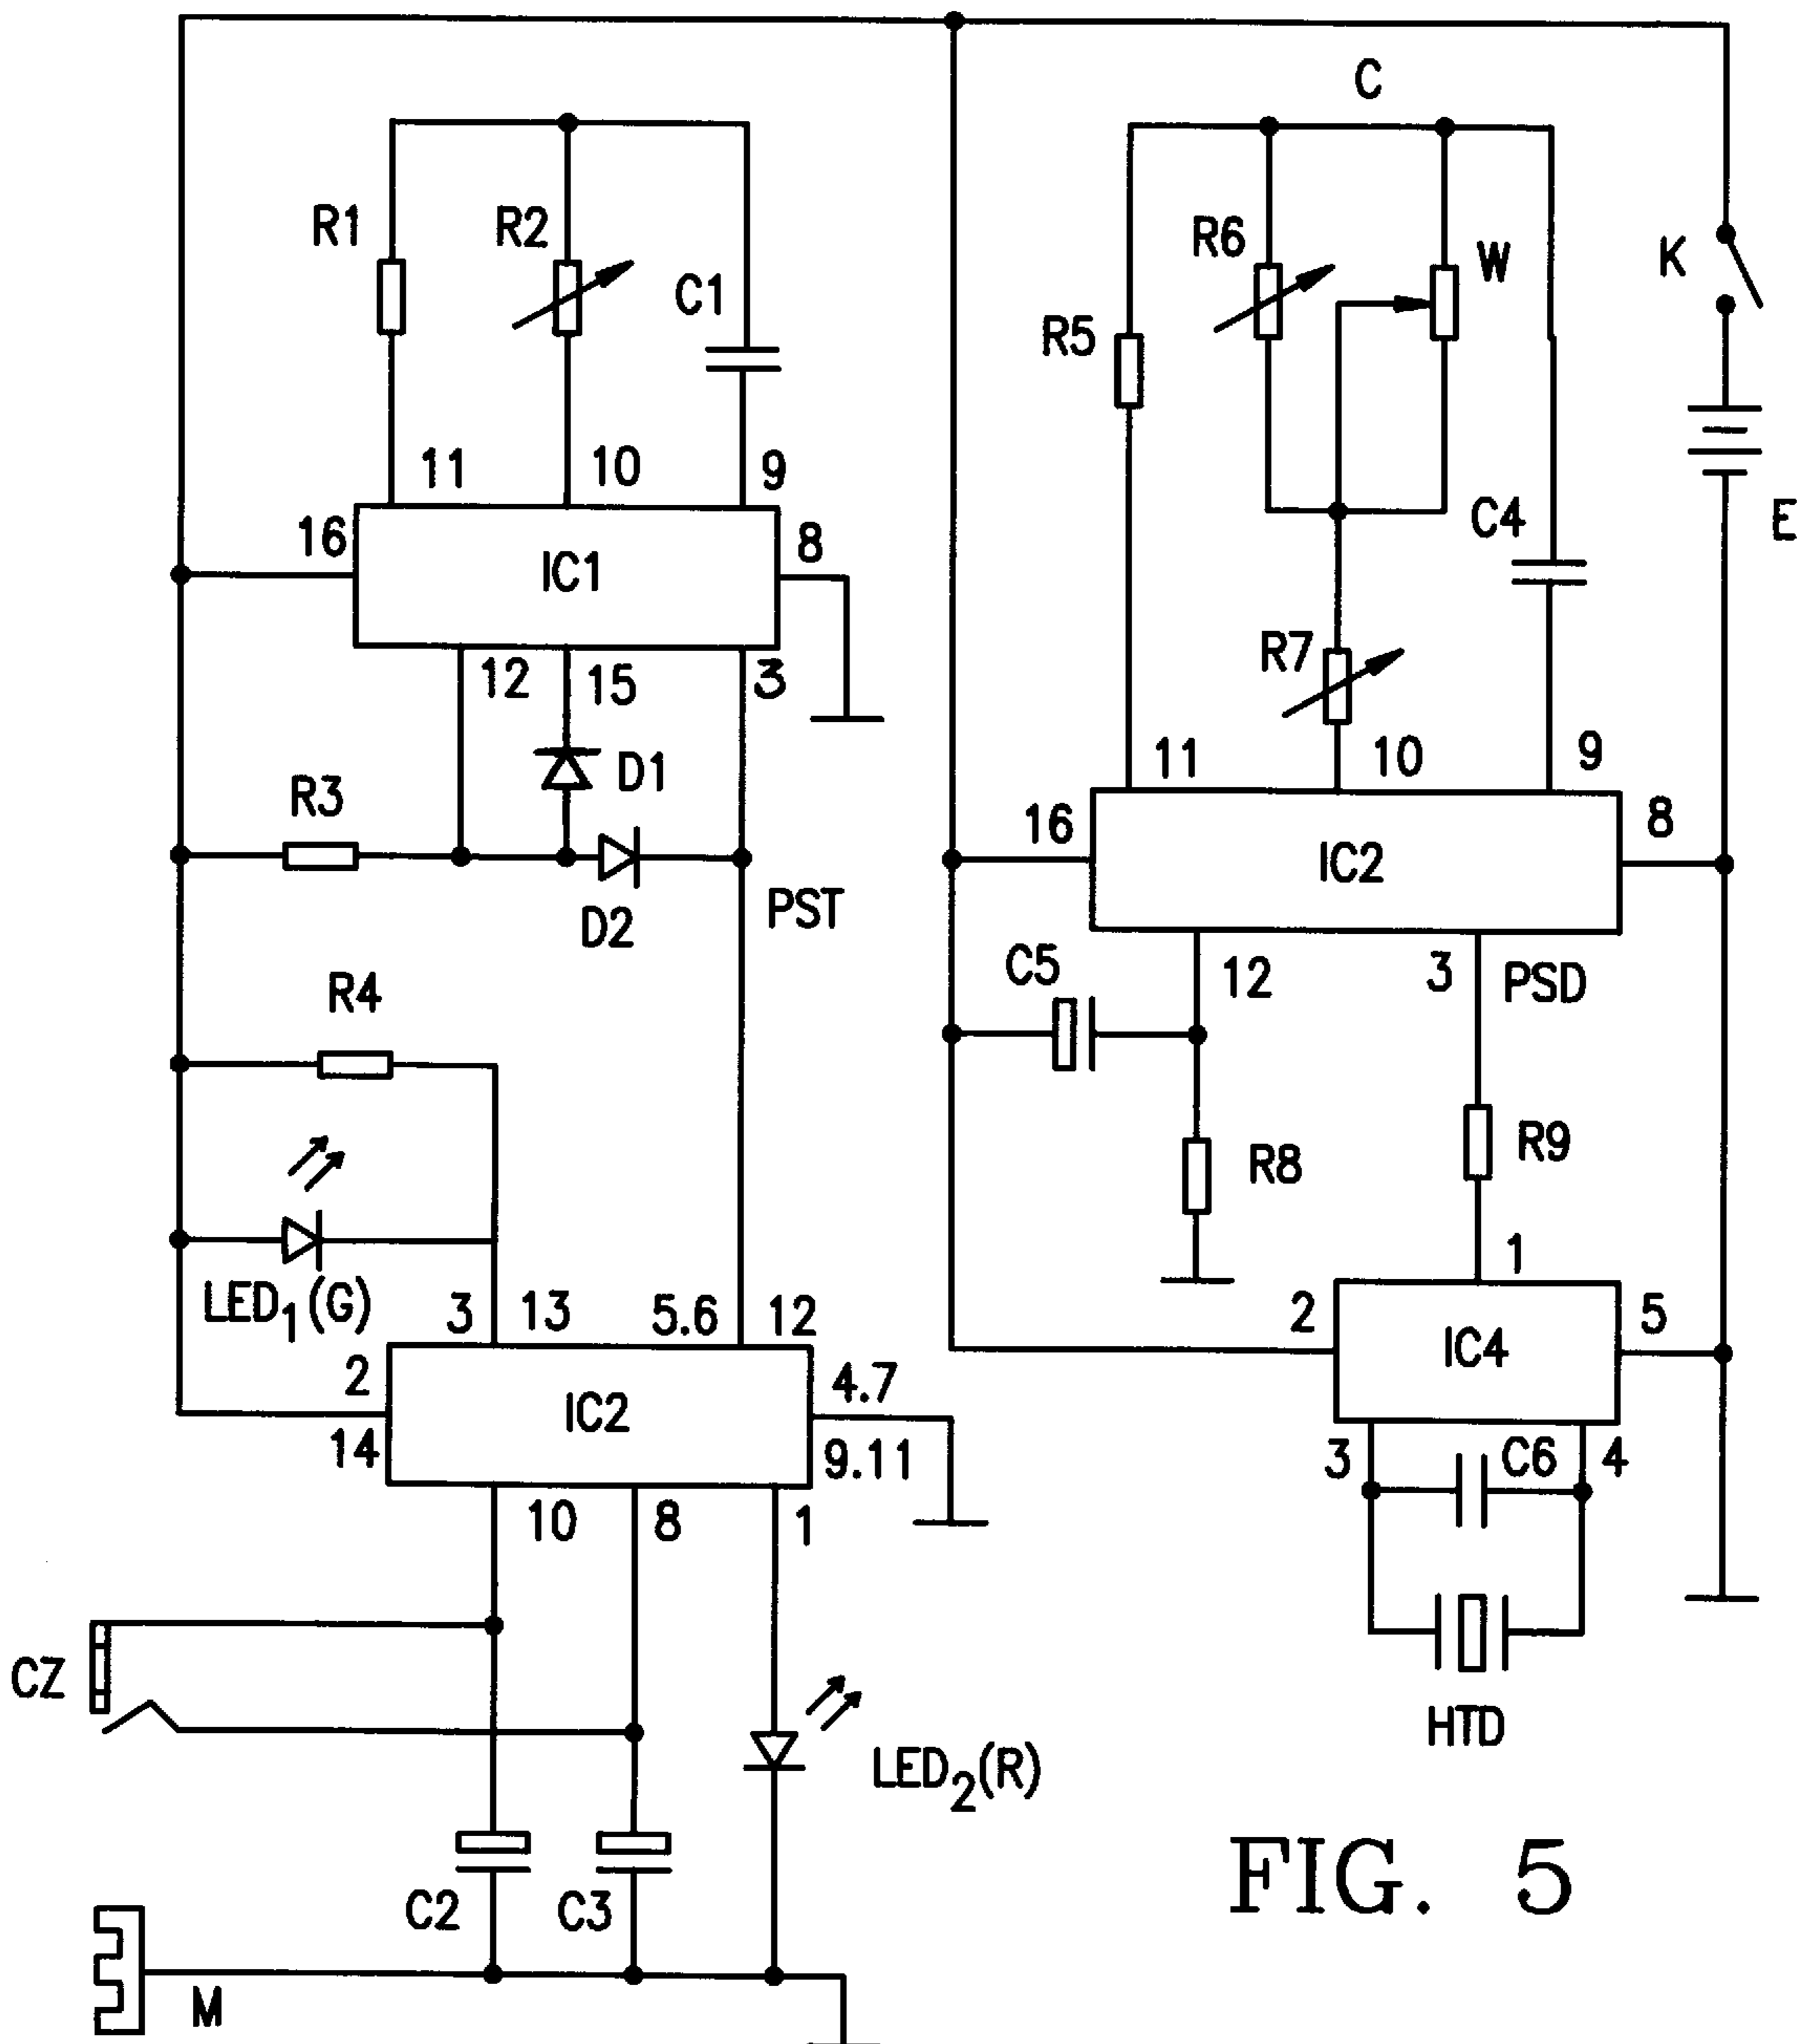 C
R1
R2
C1
R6
W
K
R5
11
10
9
16
IC1
8
C4
E
12
15
3
R7
D1
R3
11
10
9
16
IC2
8
D2
PST
C5
12
3
PSD
R4
R8
R9
LED1(G)
3
13
5.6
12
1
2
IC4
5
2
4.7
14
IC2
9.11
3
C6
4
10
8
1
CZ
HTD
LED2(R)
C2
C3
M
FIG. 5